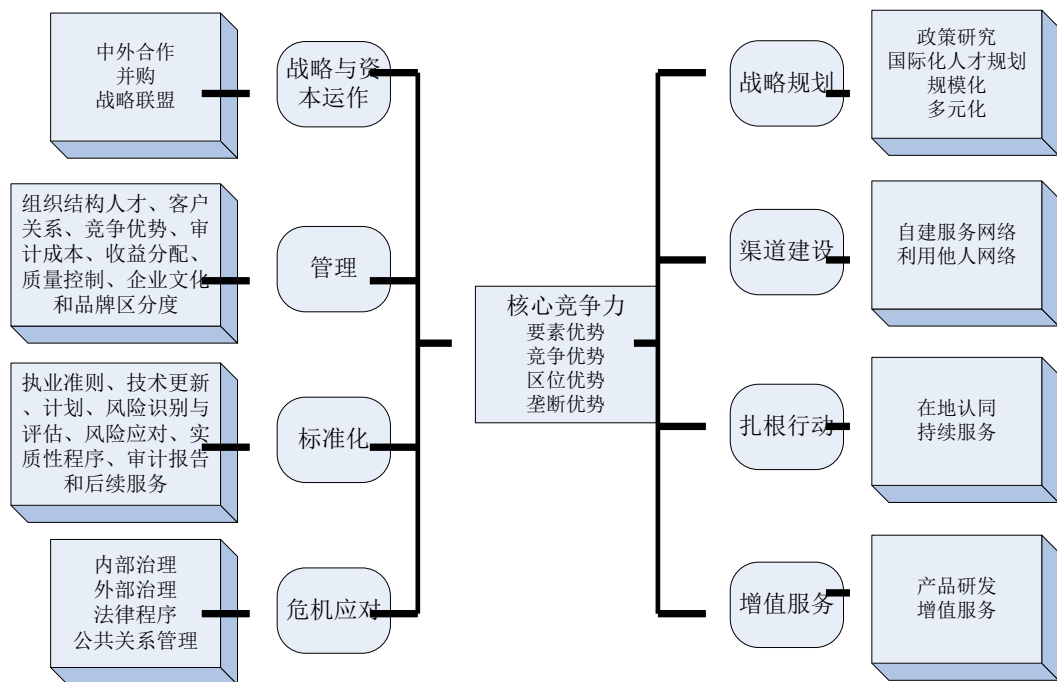 中外合作
并购
战略联盟
战略与资
本运作
组织结构人才、客户
关系、竞争优势、审
计成本、收益分配、
质量控制、企业文化
和品牌区分度
管理
执业准则、技术更新
、计划、风险识别与
评估、风险应对、实
质性程序、审计报告
和后续服务
标准化
内部治理
外部治理
法律程序
公共关系管理
危机应对
核心竞争力
要素优势
竞争优势
区位优势
垄断优势
战略规划
政策研究
国际化人才规划
规模化
多元化
渠道建设
自建服务网络
利用他人网络
扎根行动
在地认同
持续服务
增值服务
产品研发
增值服务